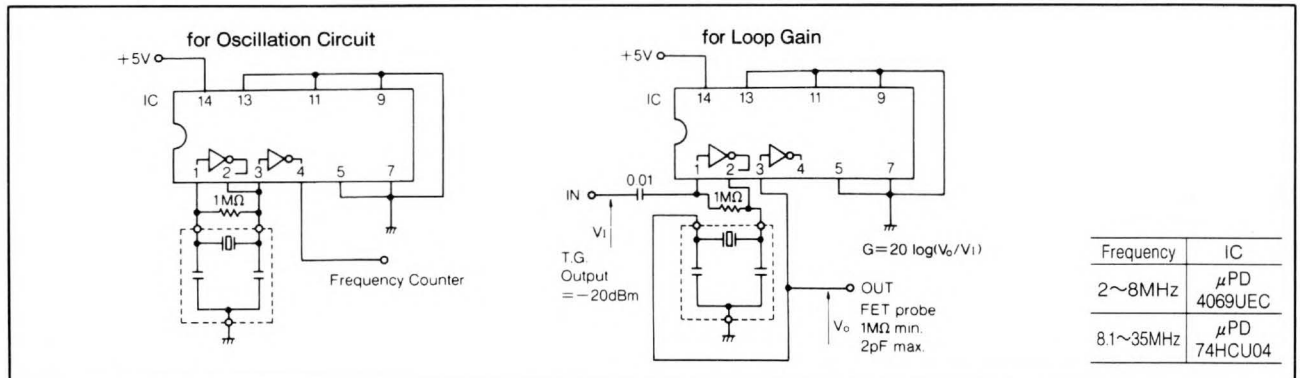 for Oscillation Circuit
+5V
14 13 11 9
IC
1 2 3 4 5 7
1MΩ
Frequency Counter
for Loop Gain
+5V
14 13 11 9
IC
1 2 3 4 5 7
0.01
IN
1MΩ
VI
T.G.
Output
=−20dBm
G=20 log(Vo/VI)
OUT
FET probe
1MΩ min.
2pF max.
Vo
Frequency IC
2~8MHz μPD
4069UEC
8.1~35MHz μPD
74HCU04